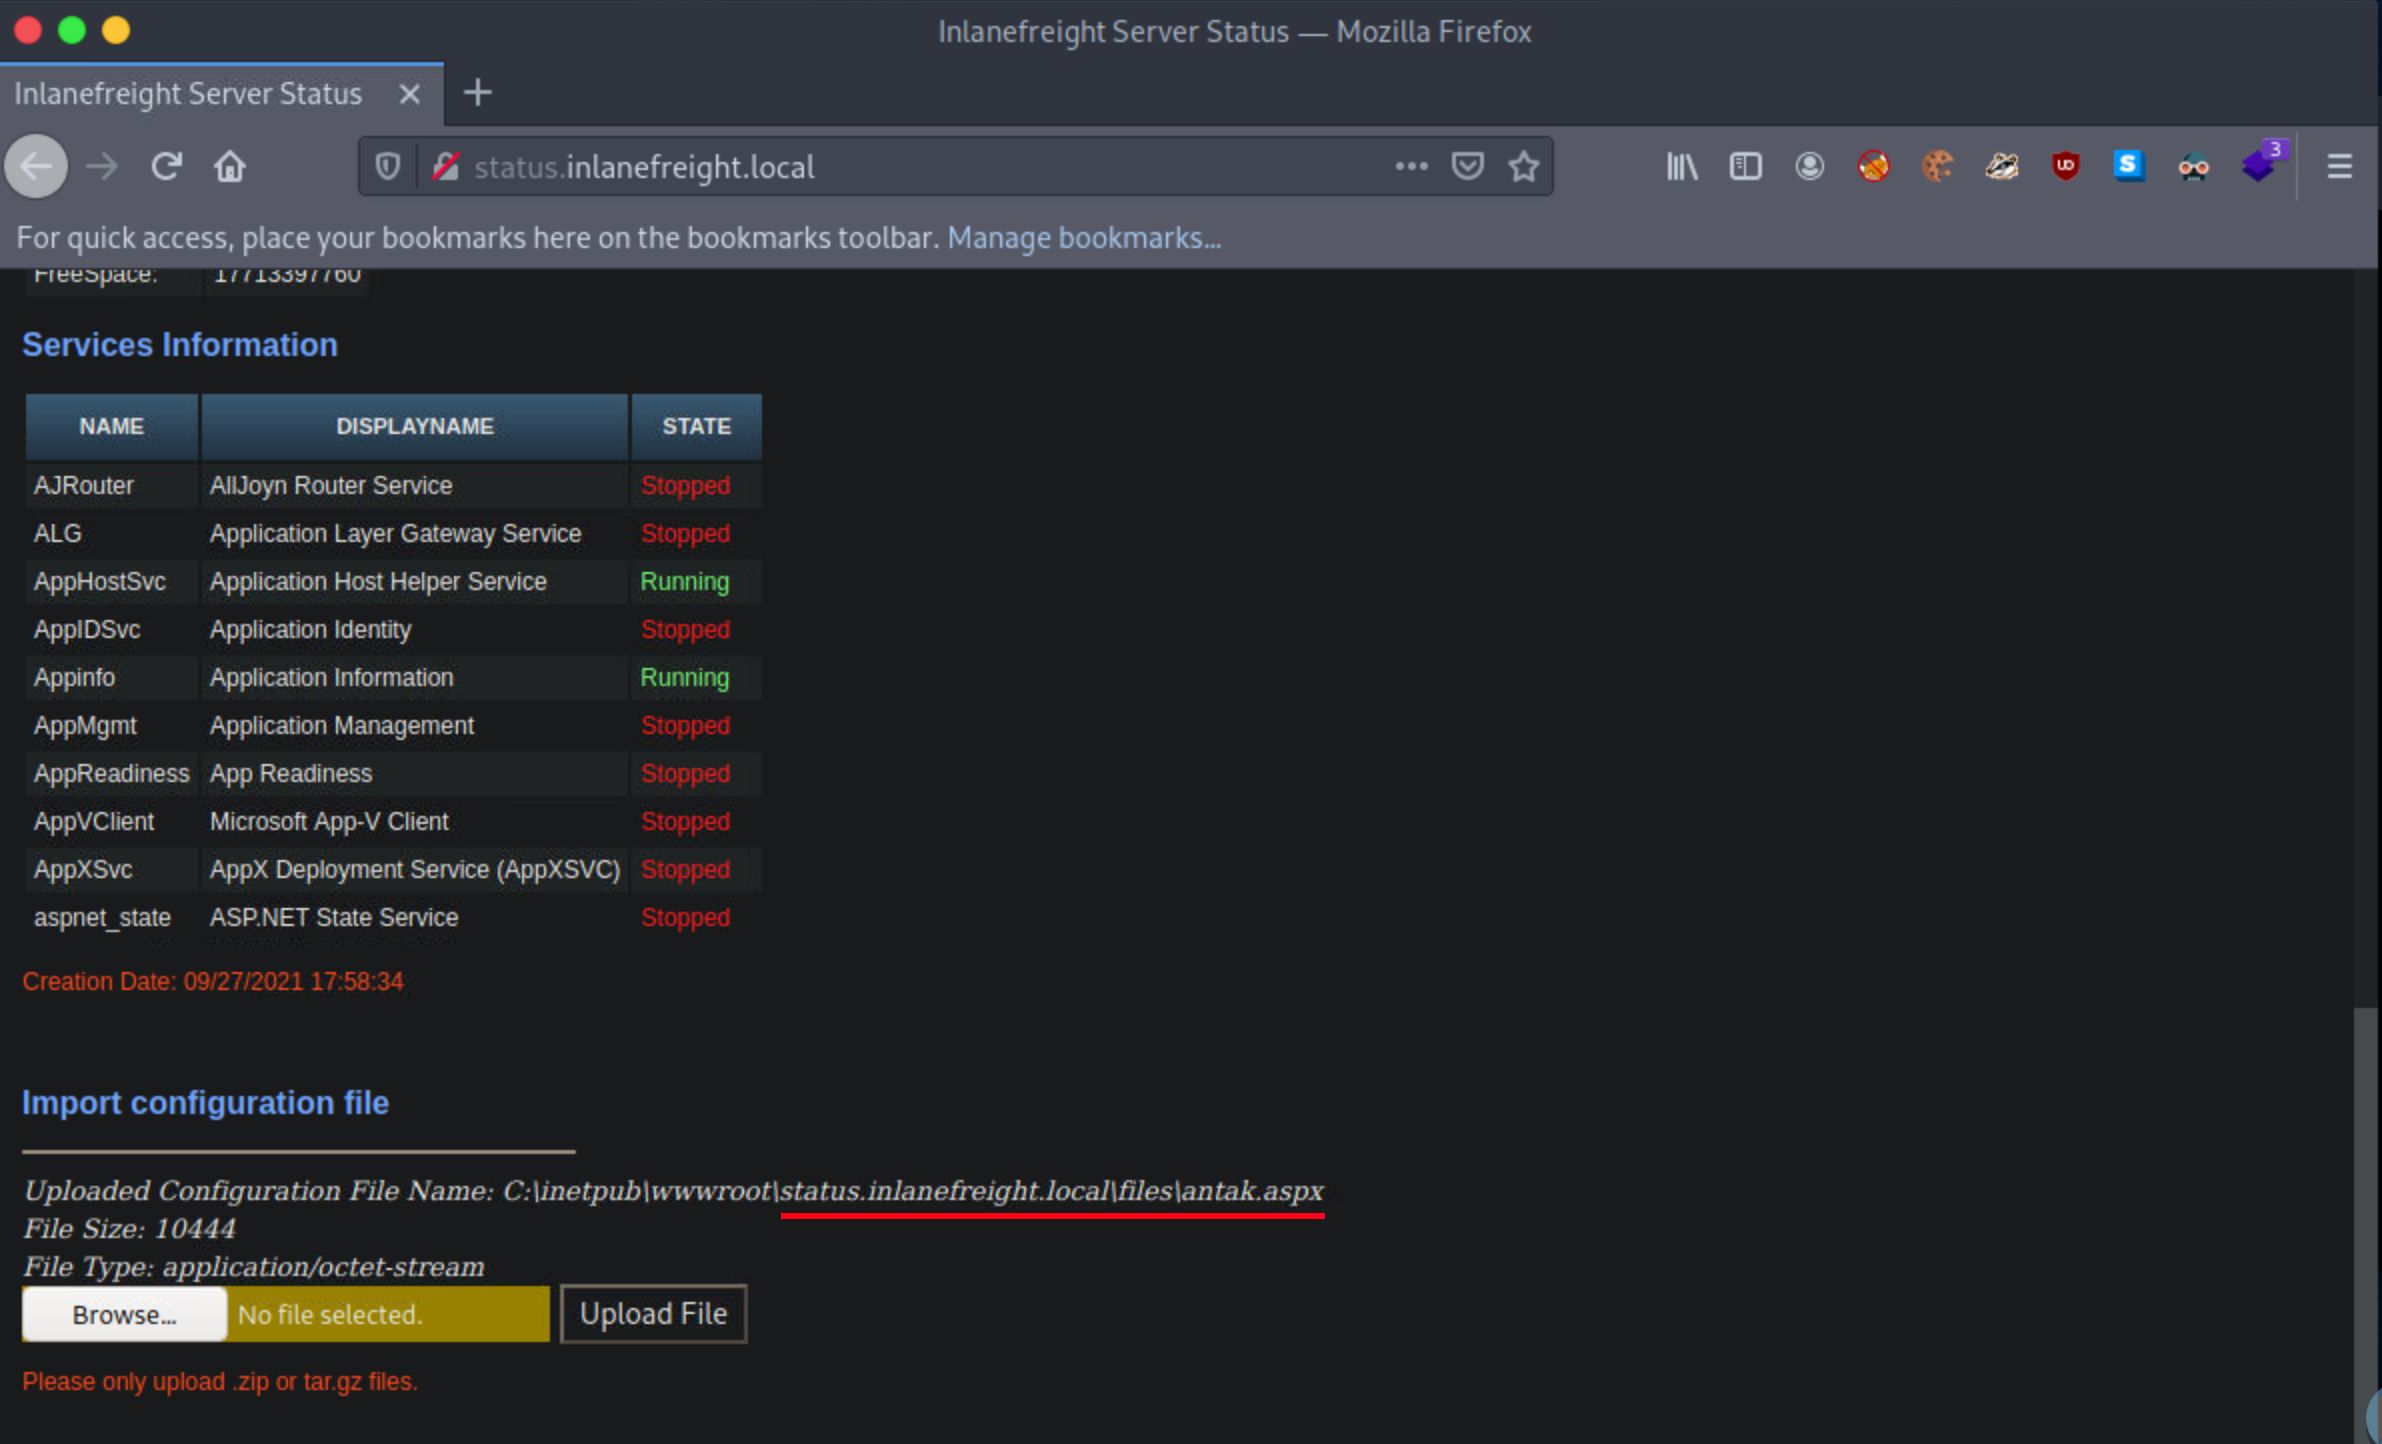 Inlanefreight Server Status — Mozilla Firefox
Inlanefreight Server Status
status.inlanefreight.local
3
For quick access, place your bookmarks here on the bookmarks toolbar. Manage bookmarks...
FreeSpace: 17713397760
Services Information
NAME DISPLAYNAME STATE
AJRouter AllJoyn Router Service Stopped
ALG Application Layer Gateway Service Stopped
AppHostSvc Application Host Helper Service Running
AppIDSvc Application Identity Stopped
Appinfo Application Information Running
AppMgmt Application Management Stopped
AppReadiness App Readiness Stopped
AppVClient Microsoft App-V Client Stopped
AppXSvc AppX Deployment Service (AppXSVC) Stopped
aspnet_state ASP.NET State Service Stopped
Creation Date: 09/27/2021 17:58:34
Import configuration file
Uploaded Configuration File Name: C:\inetpub\wwwroot\status.inlanefreight.local\files\antak.aspx
File Size: 10444
File Type: application/octet-stream
Browse... No file selected. Upload File
Please only upload .zip or tar.gz files.